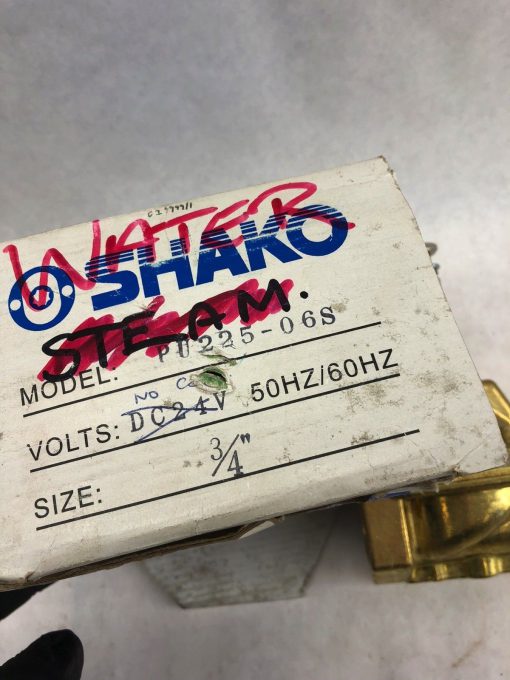 WATER
SHAKO
STEAM.
MODEL: PU225-06S
NO
VOLTS: DC24V 50HZ/60HZ
SIZE: 3/4"